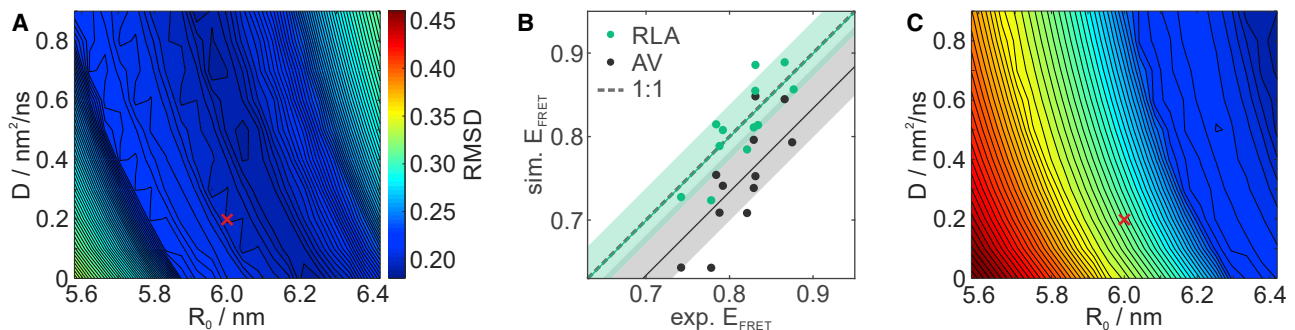 A
D / nm²/ns
0.8
0.6
0.4
0.2
0
5.6
5.8
6.0
6.2
6.4
R₀ / nm
0.45
0.40
0.35
0.30
0.25
0.20
RMSD
B
RLA
AV
1:1
sim. E_FRET
0.9
0.8
0.7
0.7
0.8
0.9
exp. E_FRET
C
D / nm²/ns
0.8
0.6
0.4
0.2
0
5.6
5.8
6.0
6.2
6.4
R₀ / nm